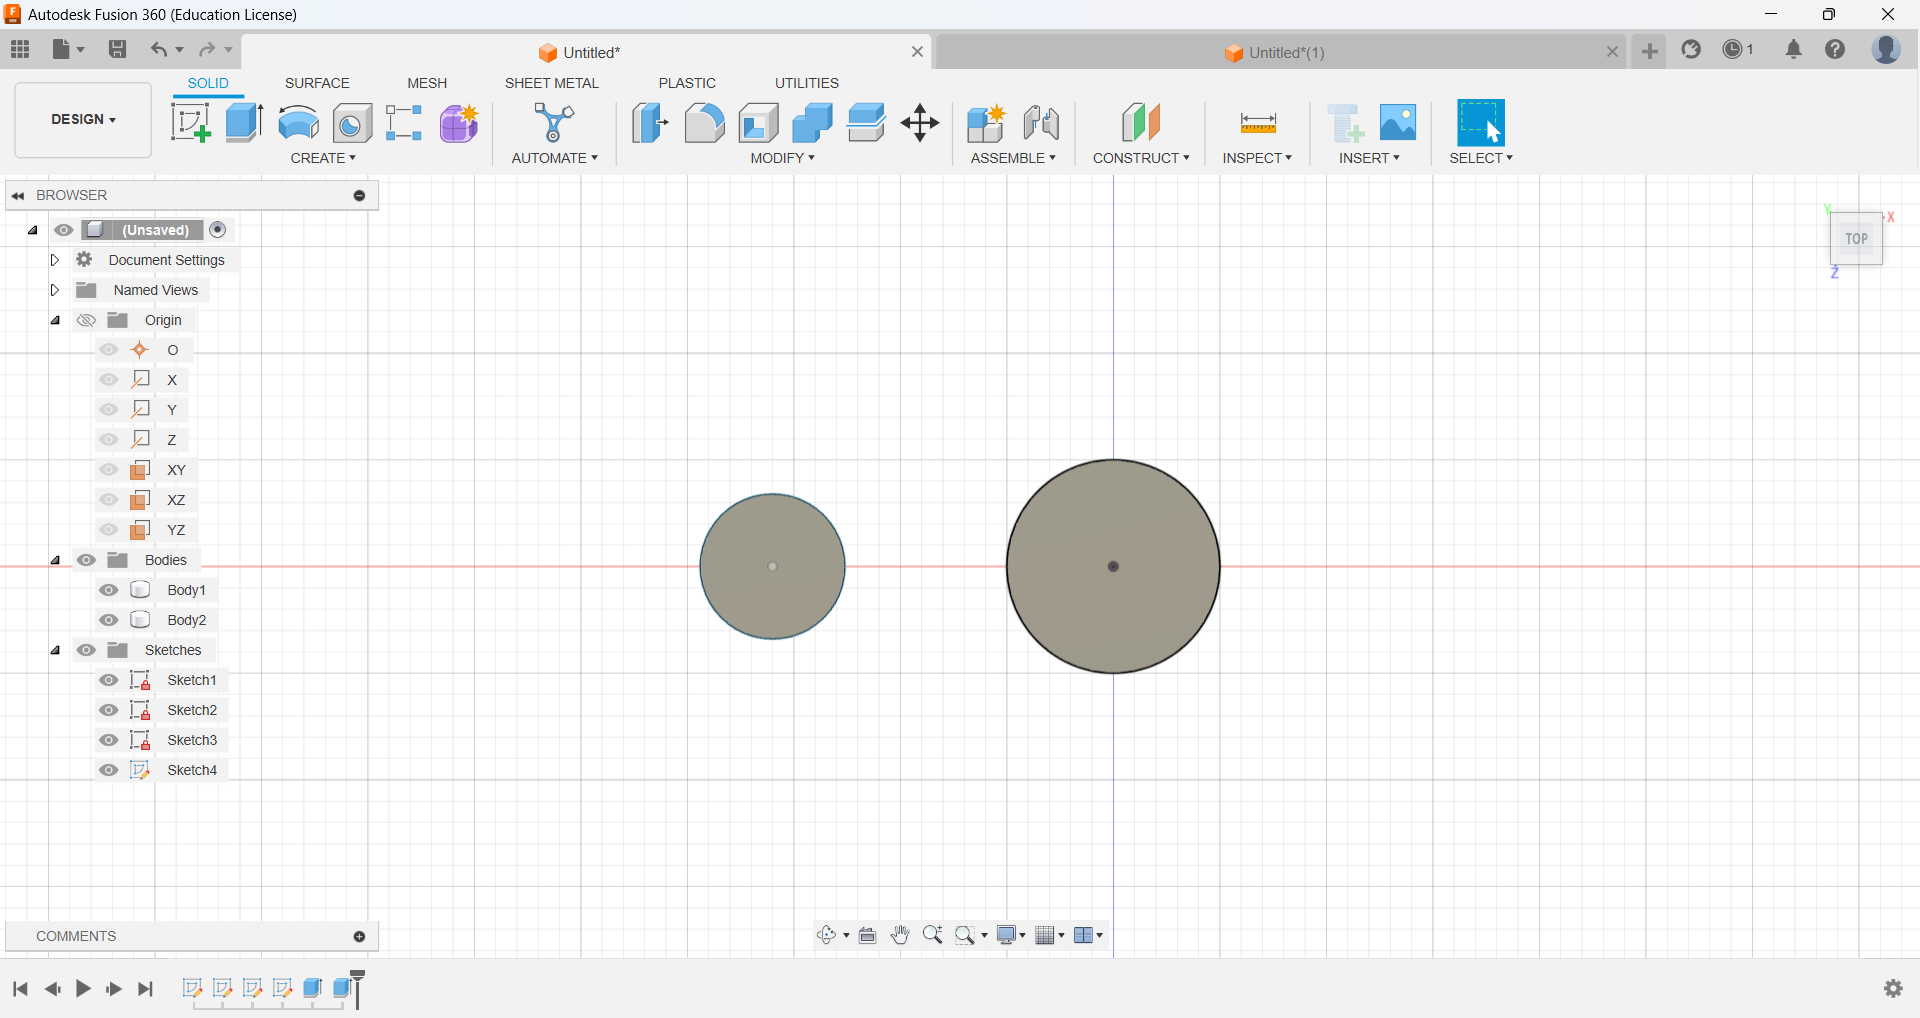 Autodesk Fusion 360 (Education License)
Untitled*
Untitled*(1)
1
DESIGN
SOLID
SURFACE
MESH
SHEET METAL
PLASTIC
UTILITIES
CREATE
AUTOMATE
MODIFY
ASSEMBLE
CONSTRUCT
INSPECT
INSERT
SELECT
BROWSER
(Unsaved)
Document Settings
Named Views
Origin
O
X
Y
Z
XY
XZ
YZ
Bodies
Body1
Body2
Sketches
Sketch1
Sketch2
Sketch3
Sketch4
Y
X
TOP
Z
COMMENTS